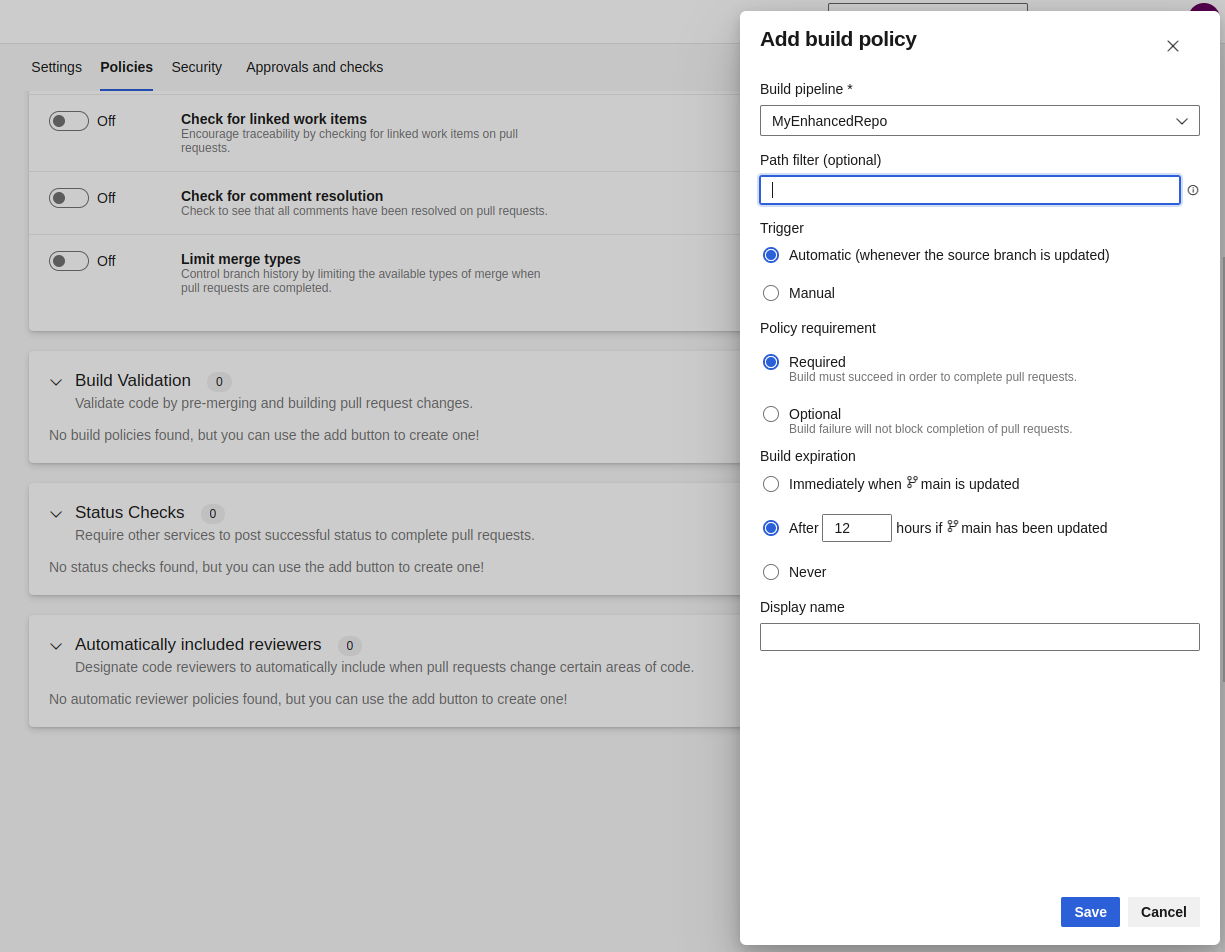 Settings Policies Security Approvals and checks
Off Check for linked work items
Encourage traceability by checking for linked work items on pull
requests.
Off Check for comment resolution
Check to see that all comments have been resolved on pull requests.
Off Limit merge types
Control branch history by limiting the available types of merge when
pull requests are completed.
Build Validation 0
Validate code by pre-merging and building pull request changes.
No build policies found, but you can use the add button to create one!
Status Checks 0
Require other services to post successful status to complete pull requests.
No status checks found, but you can use the add button to create one!
Automatically included reviewers 0
Designate code reviewers to automatically include when pull requests change certain areas of code.
No automatic reviewer policies found, but you can use the add button to create one!
Add build policy
Build pipeline *
MyEnhancedRepo
Path filter (optional)
Trigger
Automatic (whenever the source branch is updated)
Manual
Policy requirement
Required
Build must succeed in order to complete pull requests.
Optional
Build failure will not block completion of pull requests.
Build expiration
Immediately when main is updated
After 12 hours if main has been updated
Never
Display name
Save Cancel